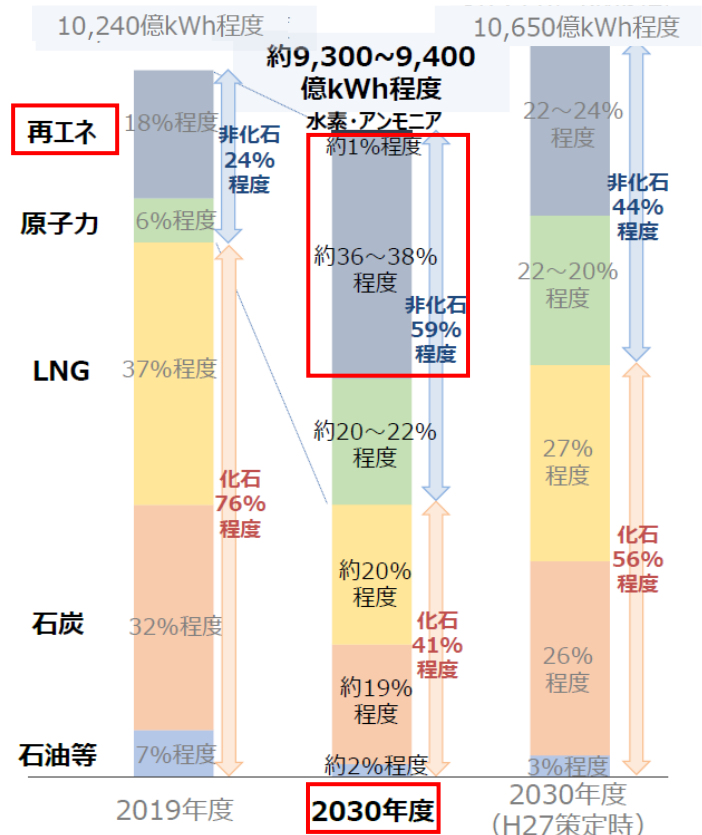 10,240億kWh程度
約9,300~9,400
億kWh程度
10,650億kWh程度
水素・アンモニア
約1%程度
再エネ
18%程度
非化石
24%
程度
原子力
6%程度
LNG
37%程度
化石
76%
程度
石炭
32%程度
石油等
7%程度
2019年度
約36~38%
程度
非化石
59%
程度
約20~22%
程度
約20%
程度
化石
41%
程度
約19%
程度
約2%程度
2030年度
22~24%
程度
非化石
44%
程度
22~20%
程度
27%
程度
化石
56%
程度
26%
程度
3%程度
2030年度
(H27策定時)